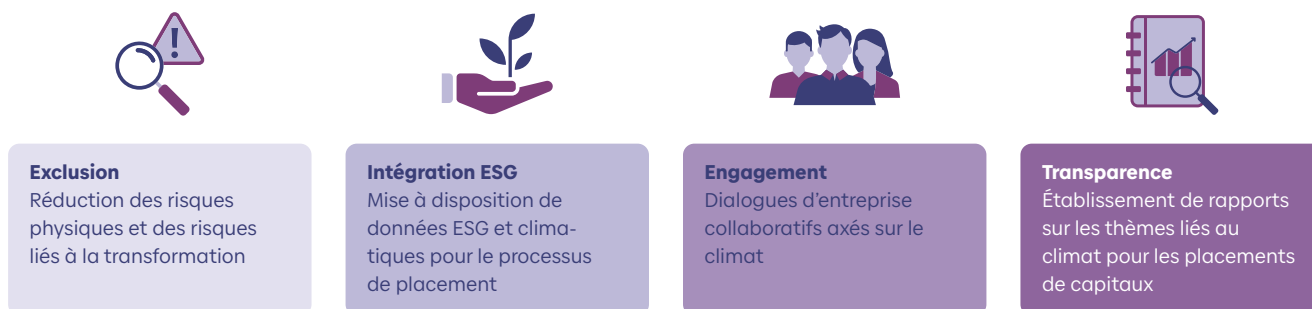 Exclusion
Réduction des risques
physiques et des risques
liés à la transformation
Intégration ESG
Mise à disposition de
données ESG et clima-
tiques pour le processus
de placement
Engagement
Dialogues d’entreprise
collaboratifs axés sur le
climat
Transparence
Établissement de rapports
sur les thèmes liés au
climat pour les placements
de capitaux